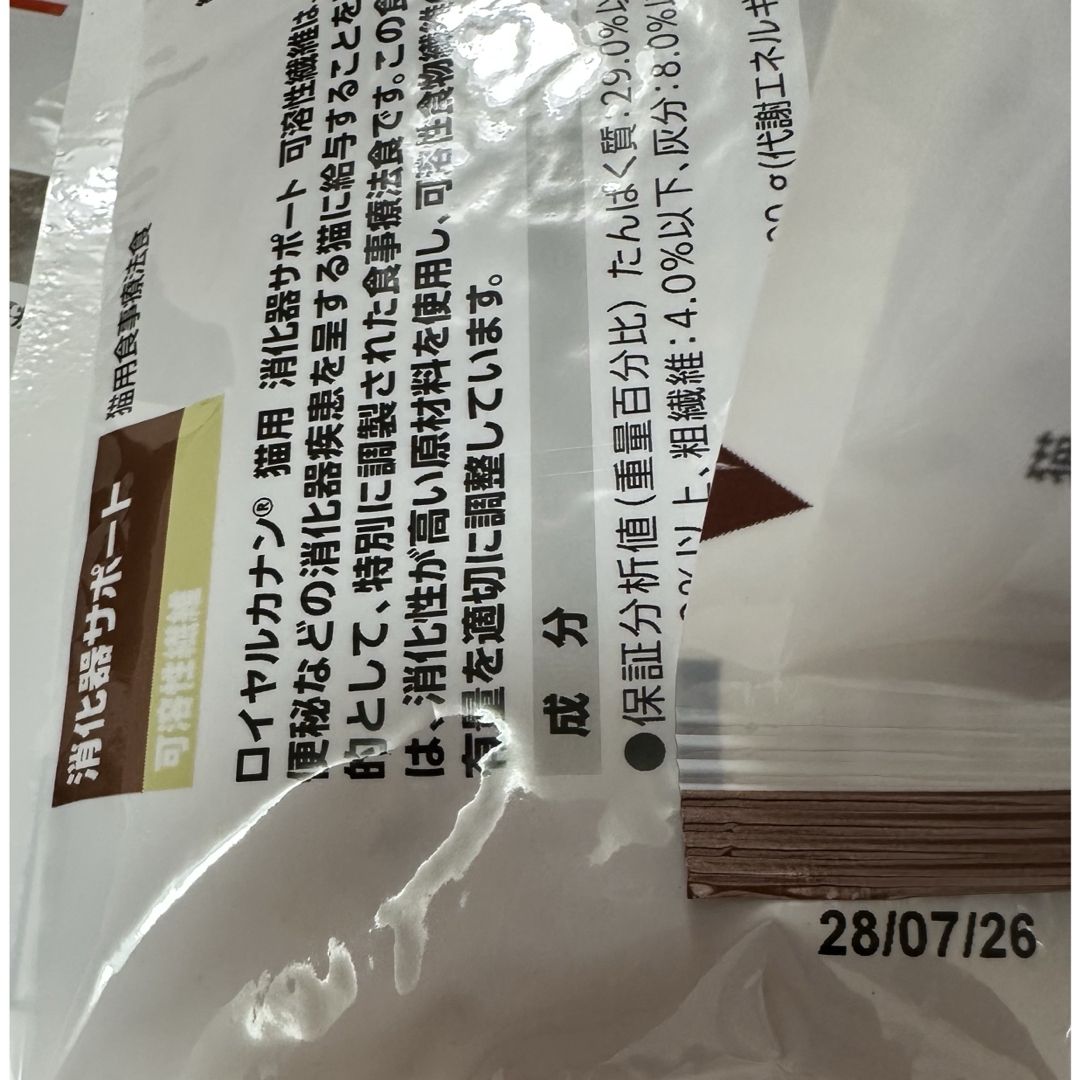 猫用食事療法食
消化器サポート
可溶性繊維
ロイヤルカナン® 猫用 消化器サポート 可溶性繊維は、
便秘などの消化器疾患を呈する猫に給与することを
的として、特別に調製された食事療法食です。この食
は、消化性が高い原材料を使用し、可溶性食物繊維の
有量を適切に調整しています。
成 分
●保証分析値(重量百分比) たんぱく質:29.0%以
%以上、粗繊維:4.0%以下、灰分:8.0%以
g(代謝エネルギ
猫
28/07/26